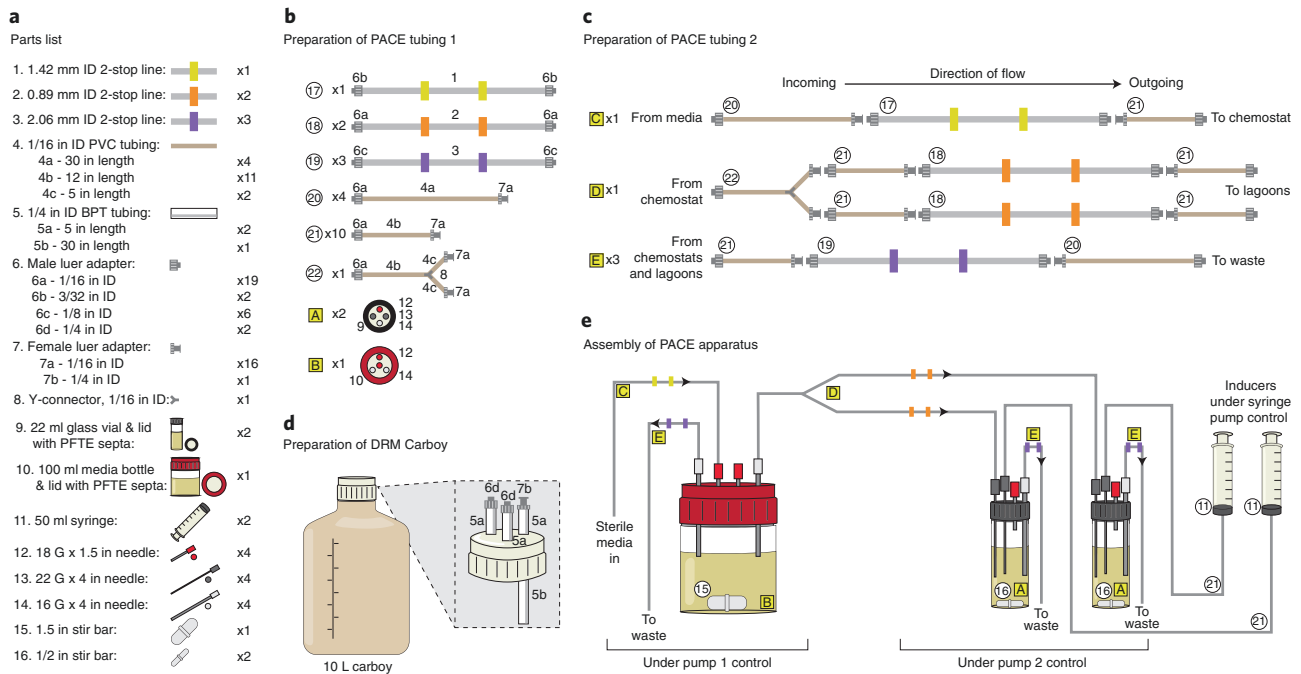 a
Parts list
1. 1.42 mm ID 2-stop line: x1
2. 0.89 mm ID 2-stop line: x2
3. 2.06 mm ID 2-stop line: x3
4. 1/16 in ID PVC tubing:
4a - 30 in length x4
4b - 12 in length x11
4c - 5 in length x2
5. 1/4 in ID BPT tubing:
5a - 5 in length x2
5b - 30 in length x1
6. Male luer adapter:
6a - 1/16 in ID x19
6b - 3/32 in ID x2
6c - 1/8 in ID x6
6d - 1/4 in ID x2
7. Female luer adapter:
7a - 1/16 in ID x16
7b - 1/4 in ID x1
8. Y-connector, 1/16 in ID: x1
9. 22 ml glass vial & lid
with PFTE septa: x2
10. 100 ml media bottle
& lid with PFTE septa: x1
11. 50 ml syringe: x2
12. 18 G x 1.5 in needle: x4
13. 22 G x 4 in needle: x4
14. 16 G x 4 in needle: x4
15. 1.5 in stir bar: x1
16. 1/2 in stir bar: x2
b
Preparation of PACE tubing 1
6b 1 6b
17 x1
6a 2 6a
18 x2
6c 3 6c
19 x3
6a 4a 7a
20 x4
6a 4b 7a
21 x10
6a 4b 4c 7a
22 x1 8
4c 7a
A x2 12
13
9 14
B x1 12
10 14
c
Preparation of PACE tubing 2
Incoming Direction of flow Outgoing
20 17 21
C x1 From media To chemostat
21 18 21
22
D x1 From
chemostat To lagoons
21 18 21
From
chemostats
and lagoons
21 19 20
E x3 To waste
d
Preparation of DRM Carboy
6d 6d 7b
5a 5a
5a
5b
10 L carboy
e
Assembly of PACE apparatus
C
E
D
E
E
Inducers
under syringe
pump control
11
11
Sterile
media
in
15
B
16 A
16 A
21
21
To
waste
To
waste
To
waste
Under pump 1 control
Under pump 2 control